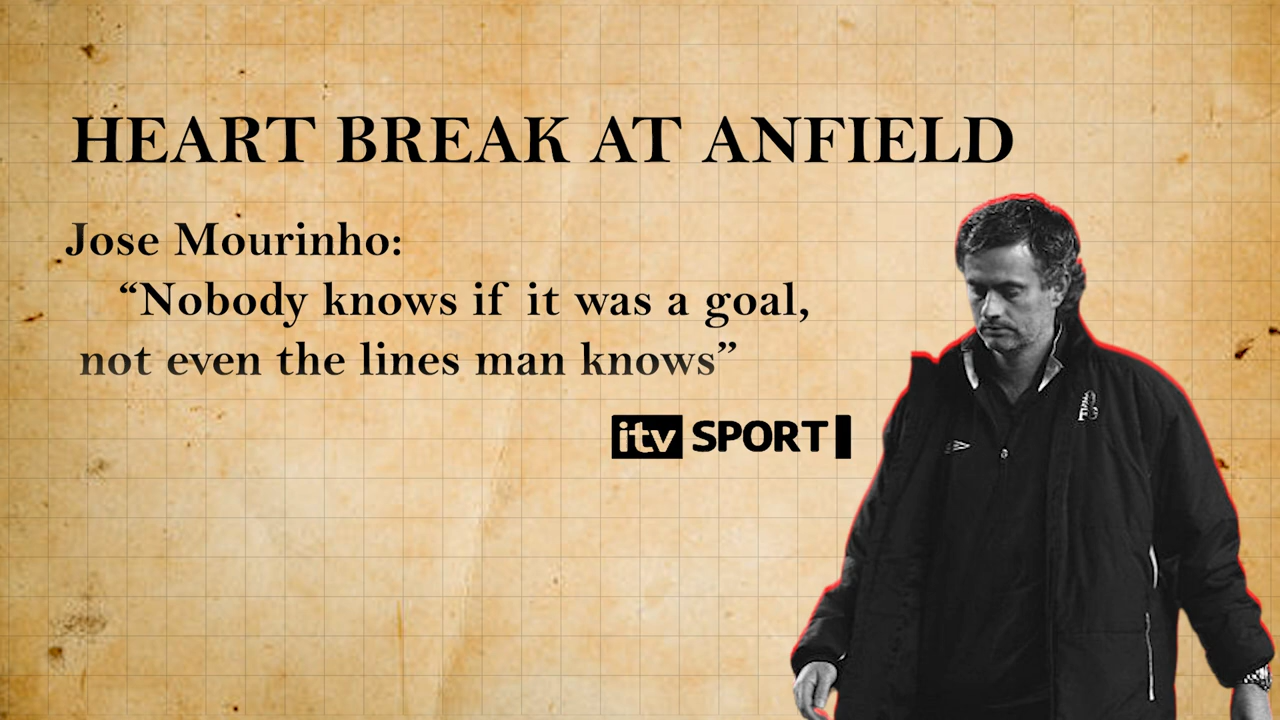 HEART BREAK AT ANFIELD
Jose Mourinho:
“Nobody knows if it was a goal,
not even the lines man knows”
itv SPORT